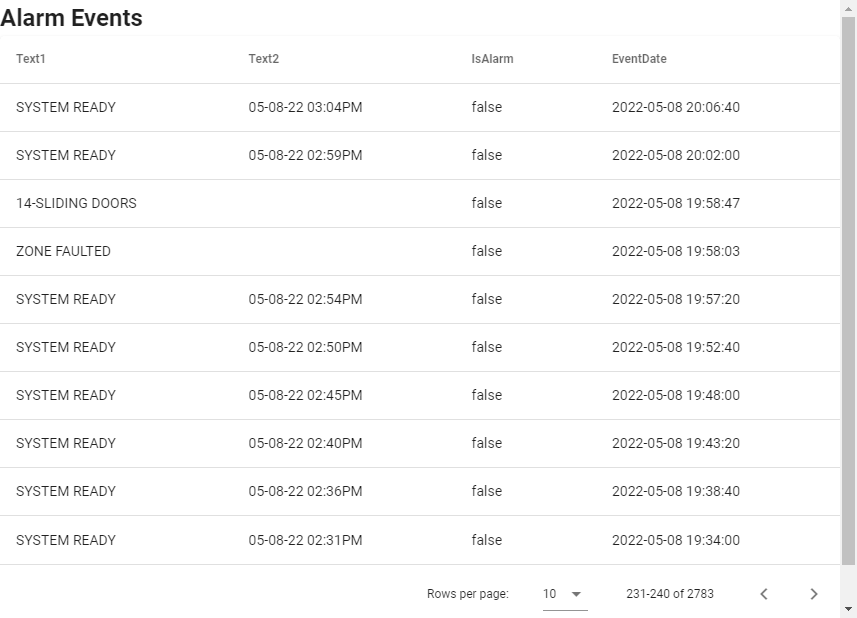 Alarm Events
Text1 Text2 IsAlarm EventDate
SYSTEM READY 05-08-22 03:04PM false 2022-05-08 20:06:40
SYSTEM READY 05-08-22 02:59PM false 2022-05-08 20:02:00
14-SLIDING DOORS false 2022-05-08 19:58:47
ZONE FAULTED false 2022-05-08 19:58:03
SYSTEM READY 05-08-22 02:54PM false 2022-05-08 19:57:20
SYSTEM READY 05-08-22 02:50PM false 2022-05-08 19:52:40
SYSTEM READY 05-08-22 02:45PM false 2022-05-08 19:48:00
SYSTEM READY 05-08-22 02:40PM false 2022-05-08 19:43:20
SYSTEM READY 05-08-22 02:36PM false 2022-05-08 19:38:40
SYSTEM READY 05-08-22 02:31PM false 2022-05-08 19:34:00
Rows per page: 10 231-240 of 2783